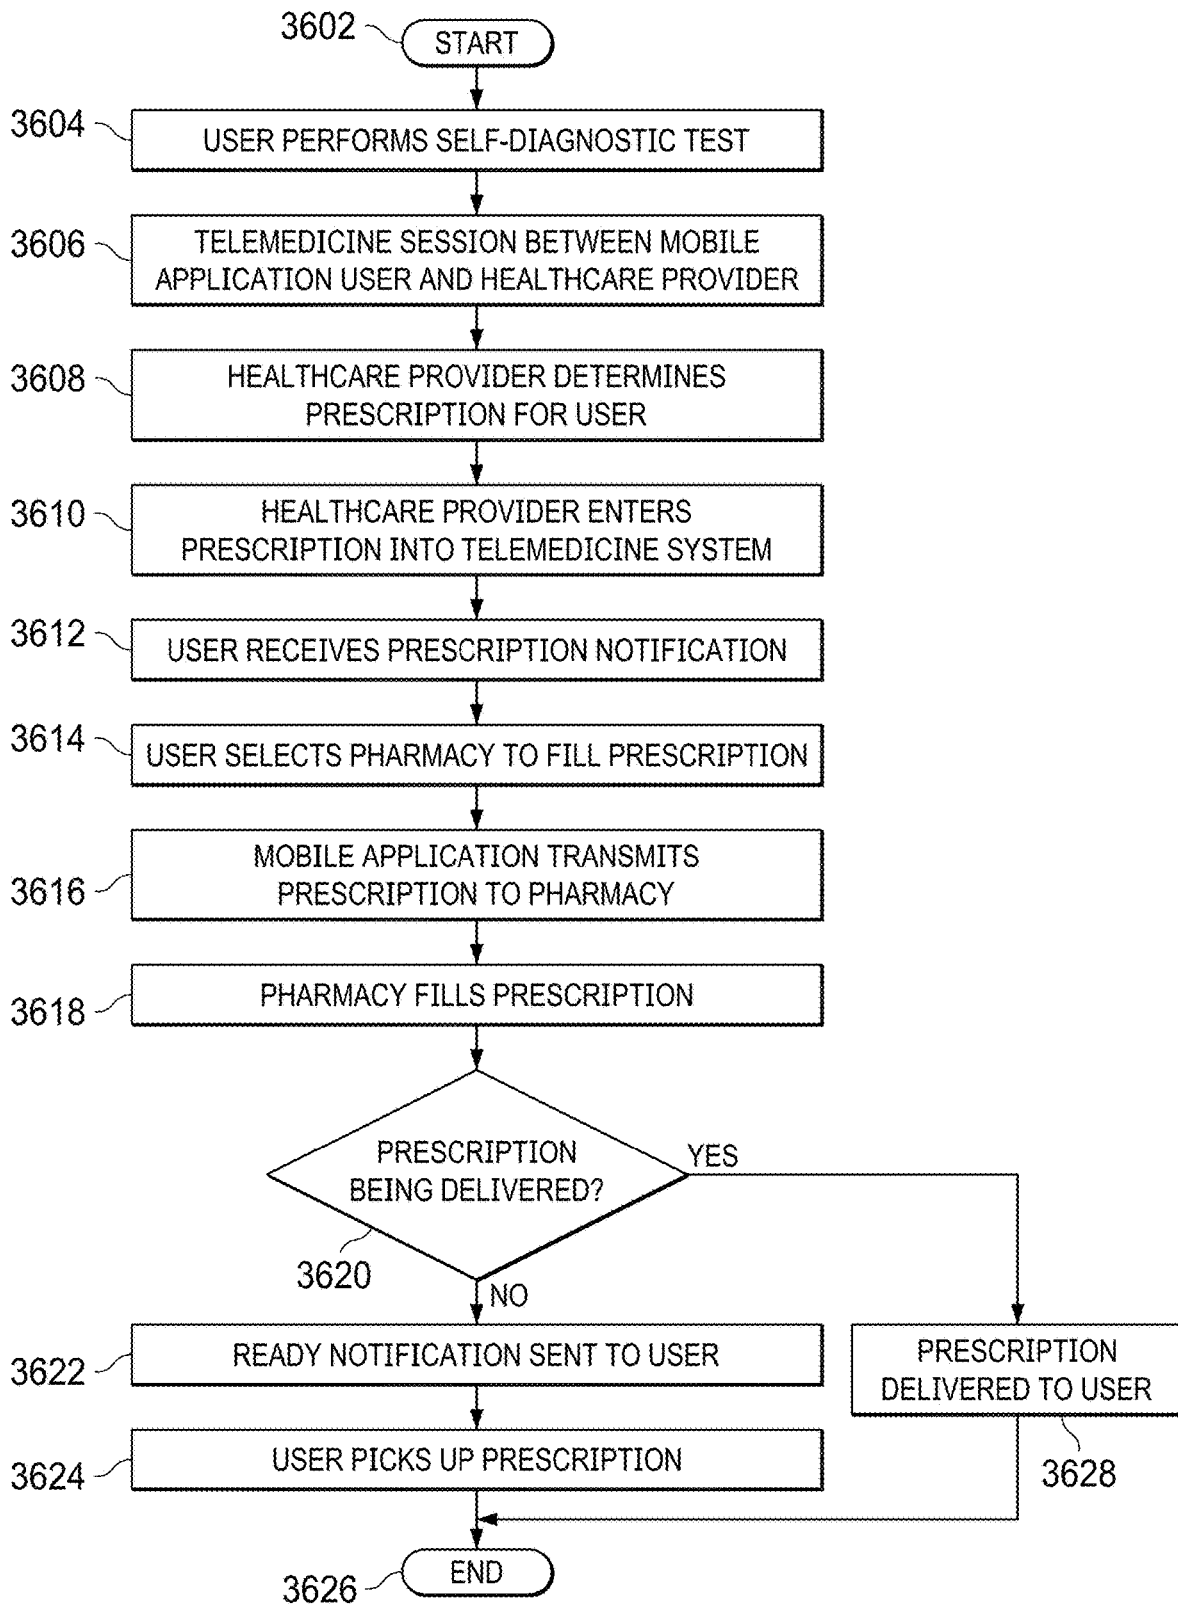 3602
START
3604
USER PERFORMS SELF-DIAGNOSTIC TEST
3606
TELEMEDICINE SESSION BETWEEN MOBILE
APPLICATION USER AND HEALTHCARE PROVIDER
3608
HEALTHCARE PROVIDER DETERMINES
PRESCRIPTION FOR USER
3610
HEALTHCARE PROVIDER ENTERS
PRESCRIPTION INTO TELEMEDICINE SYSTEM
3612
USER RECEIVES PRESCRIPTION NOTIFICATION
3614
USER SELECTS PHARMACY TO FILL PRESCRIPTION
3616
MOBILE APPLICATION TRANSMITS
PRESCRIPTION TO PHARMACY
3618
PHARMACY FILLS PRESCRIPTION
PRESCRIPTION
BEING DELIVERED?
YES
3620
NO
3622
READY NOTIFICATION SENT TO USER
PRESCRIPTION
DELIVERED TO USER
3624
USER PICKS UP PRESCRIPTION
3628
END
3626